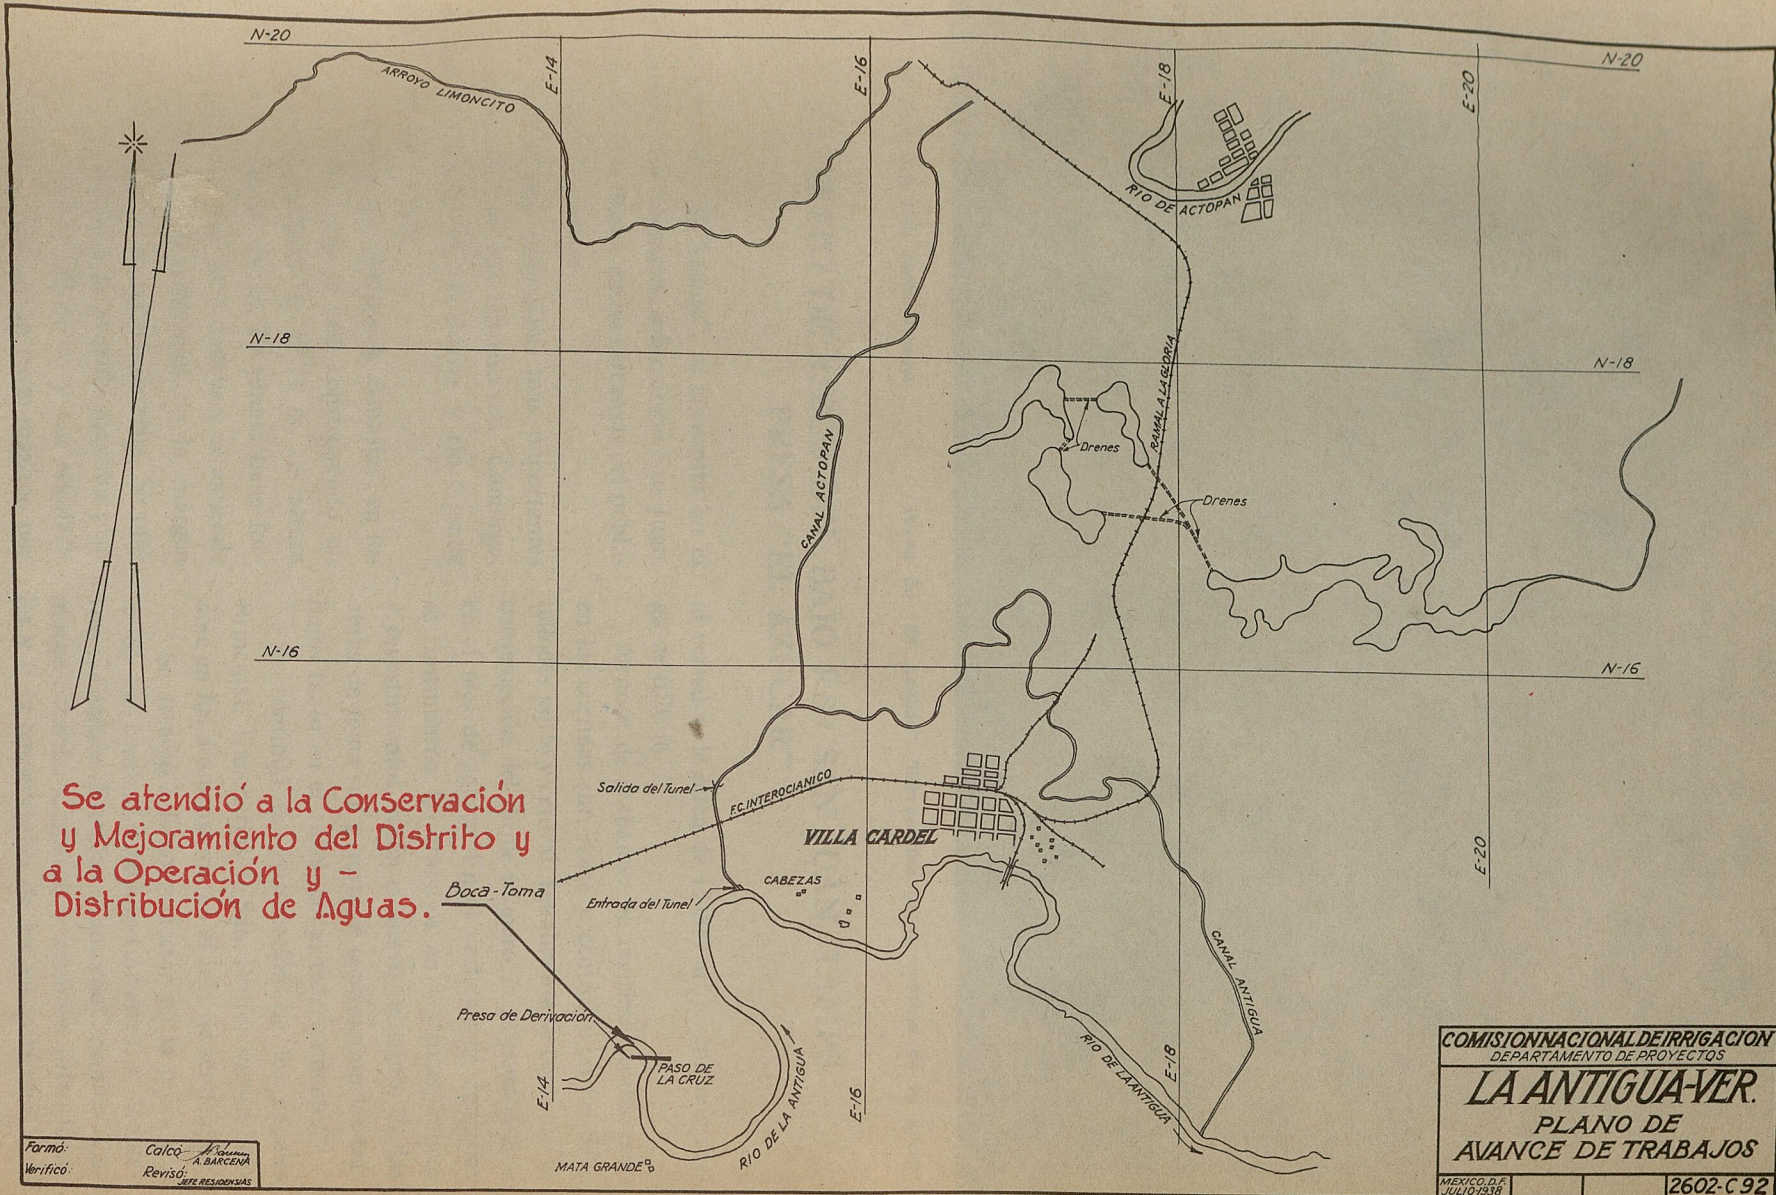 N-20
N-20
E-14
E-16
E-18
E-20
ARROYO LIMONCITO
RIO DE ACTOPAN
N-18
N-18
RAMAL A LA GLORIA
CANAL ACTOPAN
Drenes
Drenes
N-16
N-16
Salida del Tunel
F.C. INTEROCIANICO
VILLA CARDEL
E-20
CABEZAS
Entrada del Tunel
Se atendió a la Conservación
y Mejoramiento del Distrito y
a la Operación y -
Distribución de Aguas.
Boca-Toma
CANAL ANTIGUA
Presa de Derivación
PASO DE
LA CRUZ
RIO DE LA ANTIGUA
RIO DE LA ANTIGUA
E-14
E-16
E-18
MATA GRANDE
Formó:
Calcó
A. BARCENA
Verificó:
Revisó:
JEFE RESIDENSIAS
COMISION NACIONAL DE IRRIGACION
DEPARTAMENTO DE PROYECTOS
LA ANTIGUA-VER.
PLANO DE
AVANCE DE TRABAJOS
MEXICO, D.F.
JULIO-1938
2602-C 92